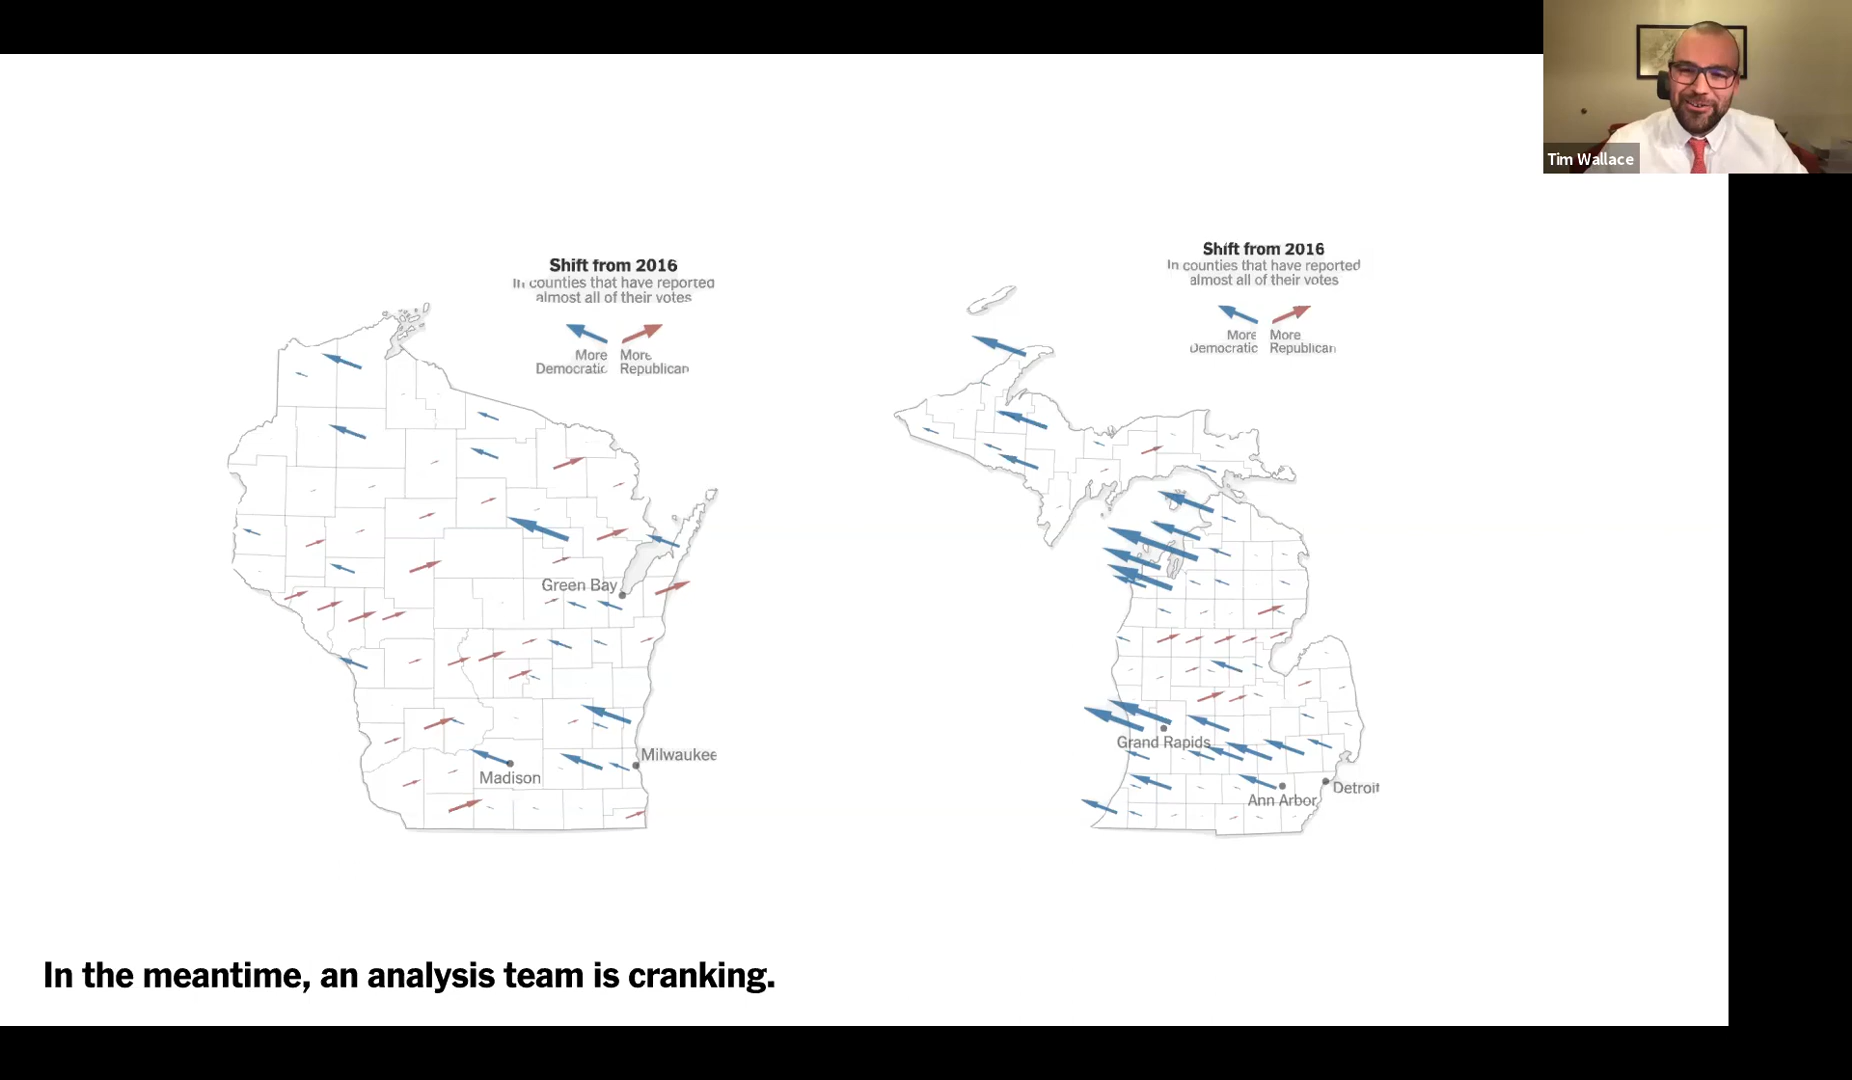 Tim Wallace
Shift from 2016
In counties that have reported
almost all of their votes
More
Democratic
More
Republican
Green Bay
Madison
Milwaukee
Shift from 2016
In counties that have reported
almost all of their votes
More
Democratic
More
Republican
Grand Rapids
Ann Arbor
Detroit
In the meantime, an analysis team is cranking.